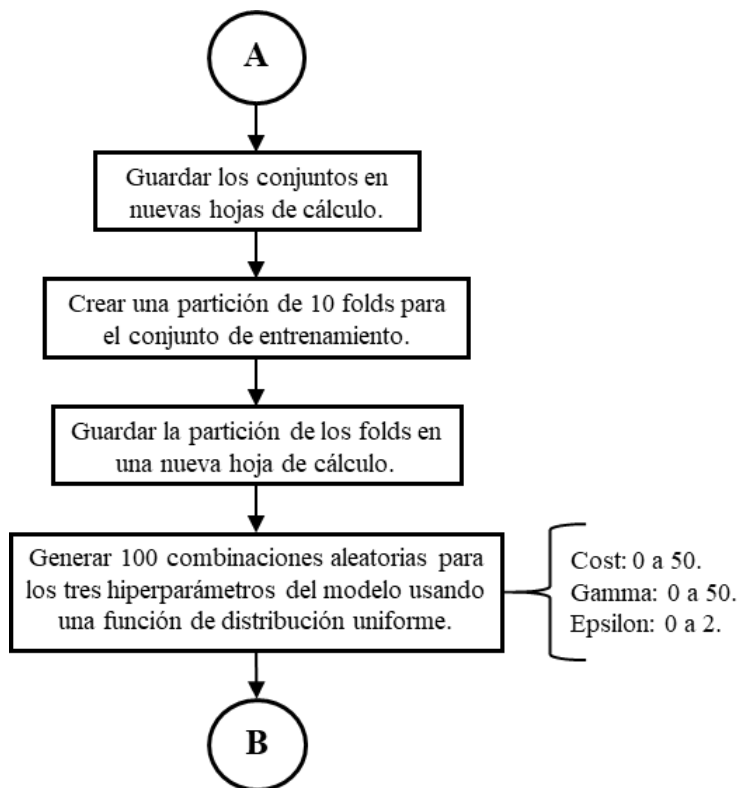 A
Guardar los conjuntos en
nuevas hojas de cálculo.
Crear una partición de 10 folds para
el conjunto de entrenamiento.
Guardar la partición de los folds en
una nueva hoja de cálculo.
Generar 100 combinaciones aleatorias para
los tres hiperparámetros del modelo usando
una función de distribución uniforme.
Cost: 0 a 50.
Gamma: 0 a 50.
Epsilon: 0 a 2.
B